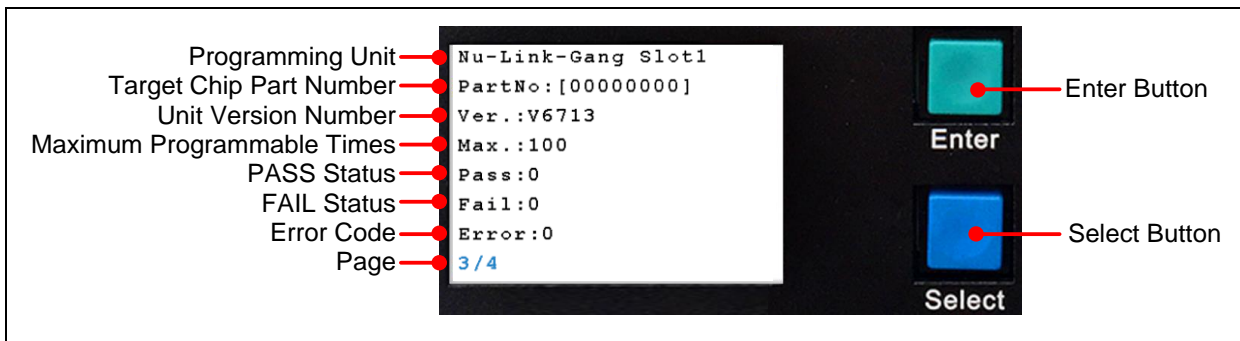 Programming Unit
Target Chip Part Number
Unit Version Number
Maximum Programmable Times
PASS Status
FAIL Status
Error Code
Page
Nu-Link-Gang Slot1
PartNo:[00000000]
Ver.:V6713
Max.:100
Pass:0
Fail:0
Error:0
3/4
Enter
Select
Enter Button
Select Button